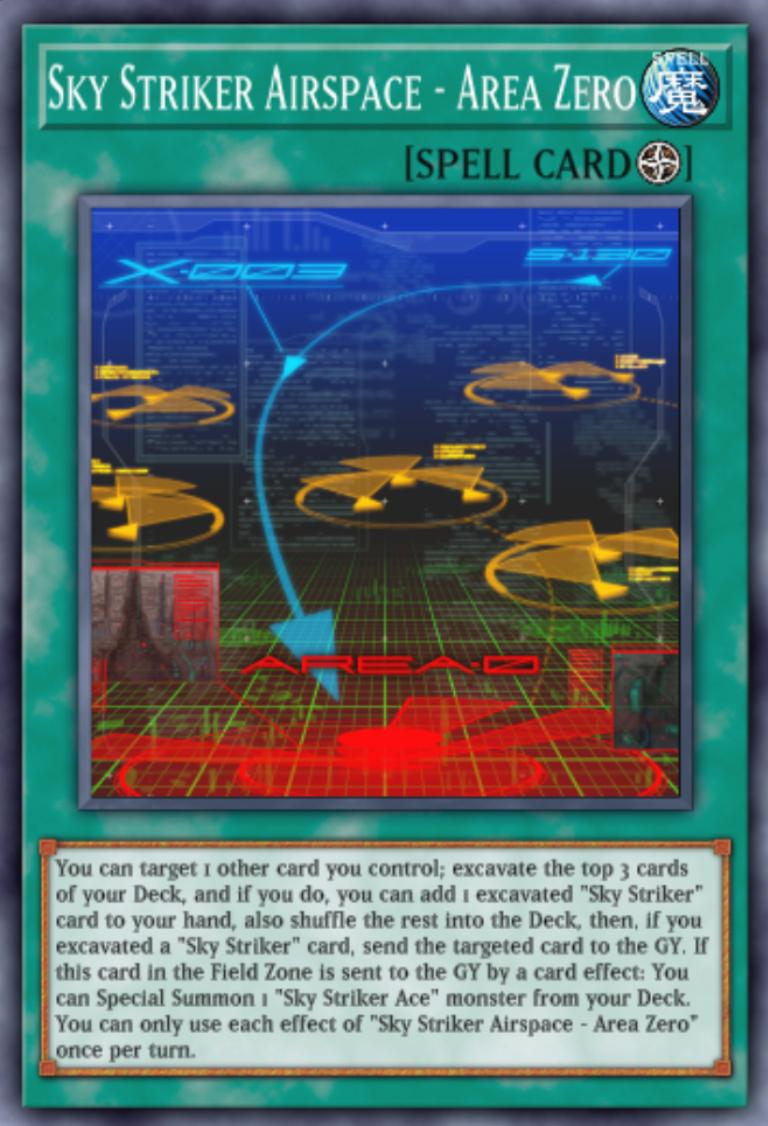 Sky Striker Airspace - Area Zero
SPELL
魔
[SPELL CARD]
X-003
S-130
AREA-0
You can target 1 other card you control; excavate the top 3 cards
of your Deck, and if you do, you can add 1 excavated "Sky Striker"
card to your hand, also shuffle the rest into the Deck, then, if you
excavated a "Sky Striker" card, send the targeted card to the GY. If
this card in the Field Zone is sent to the GY by a card effect: You
can Special Summon 1 "Sky Striker Ace" monster from your Deck.
You can only use each effect of "Sky Striker Airspace - Area Zero"
once per turn.